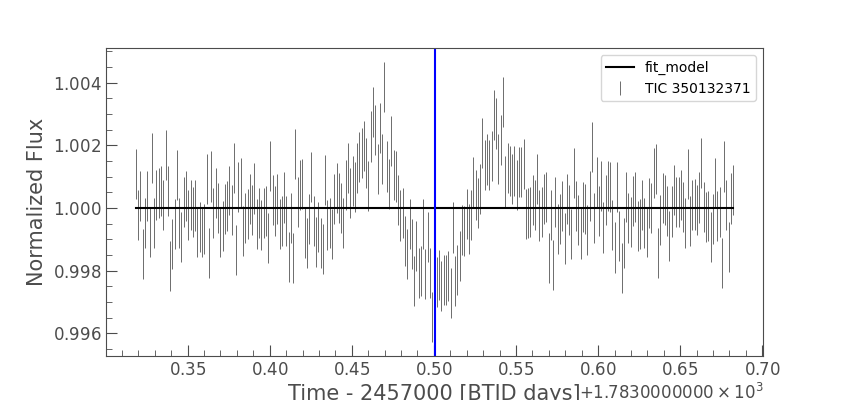 Normalized Flux
1.004
1.002
1.000
0.998
0.996
fit_model
TIC 350132371
0.35 0.40 0.45 0.50 0.55 0.60 0.65 0.70
Time - 2457000 [BTJD days]
+1.7830000000 × 10³